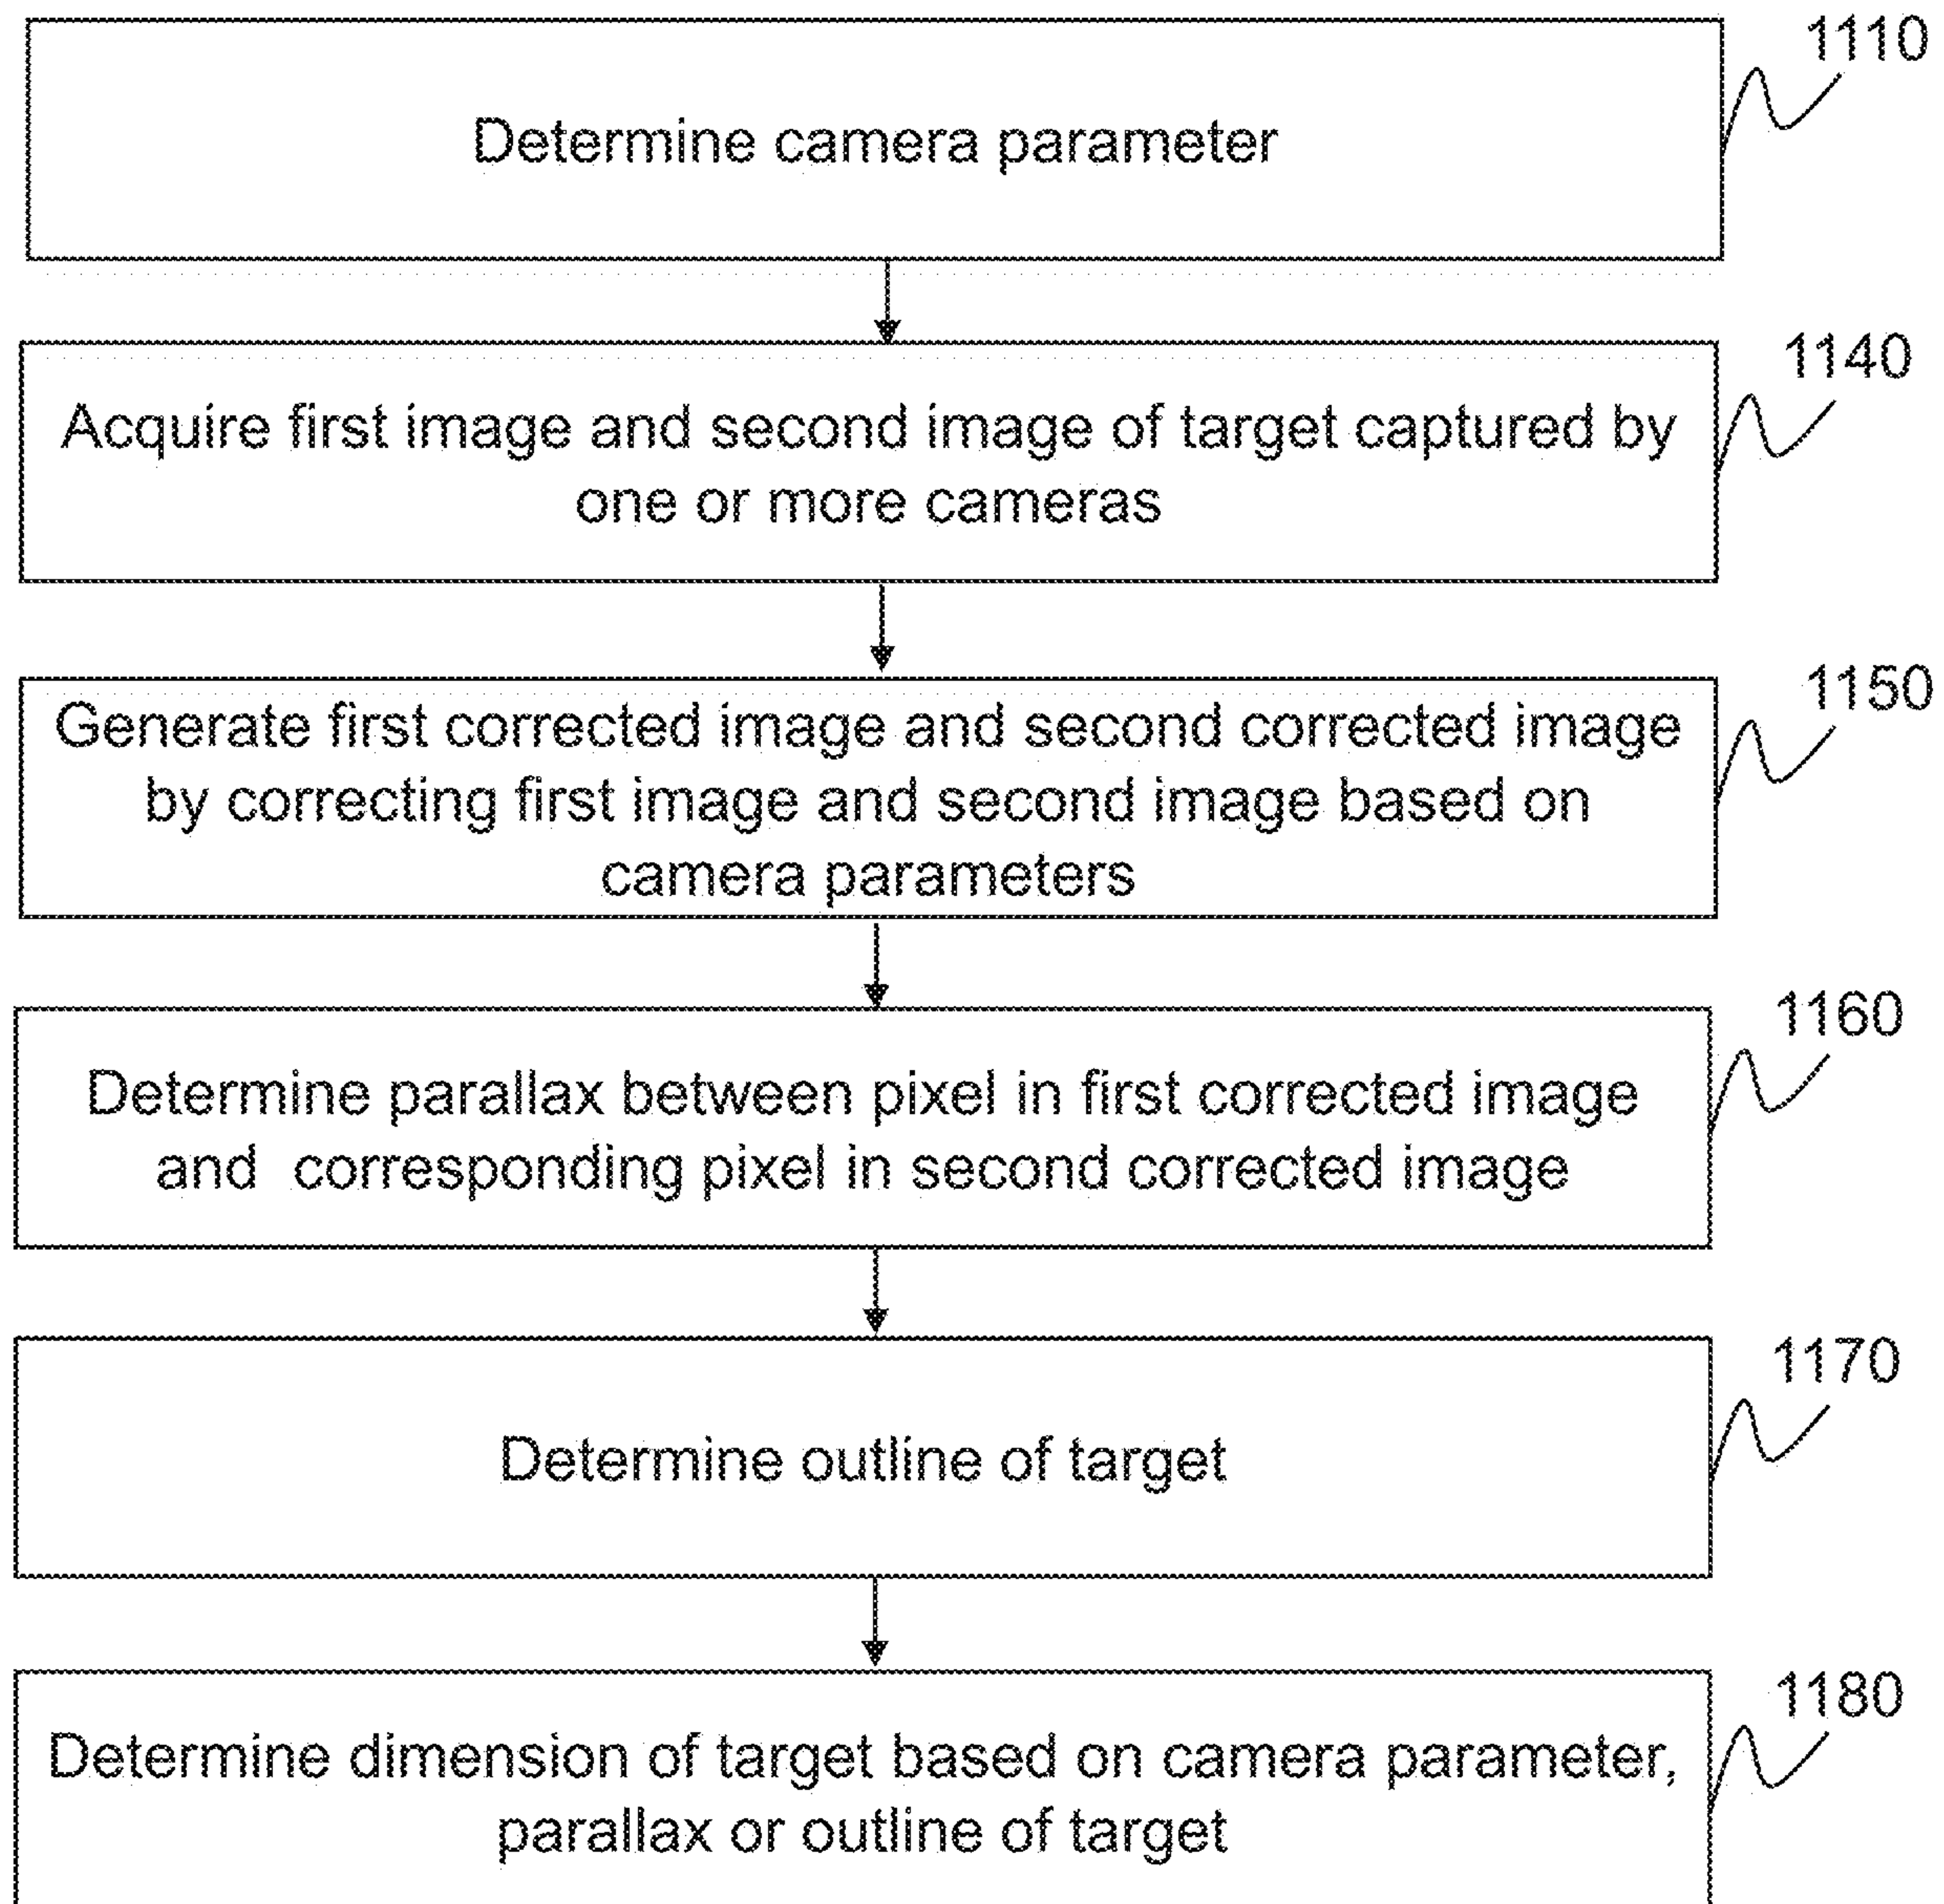 1110
Determine camera parameter
1140
Acquire first image and second image of target captured by
one or more cameras
1150
Generate first corrected image and second corrected image
by correcting first image and second image based on
camera parameters
1160
Determine parallax between pixel in first corrected image
and corresponding pixel in second corrected image
1170
Determine outline of target
1180
Determine dimension of target based on camera parameter,
parallax or outline of target